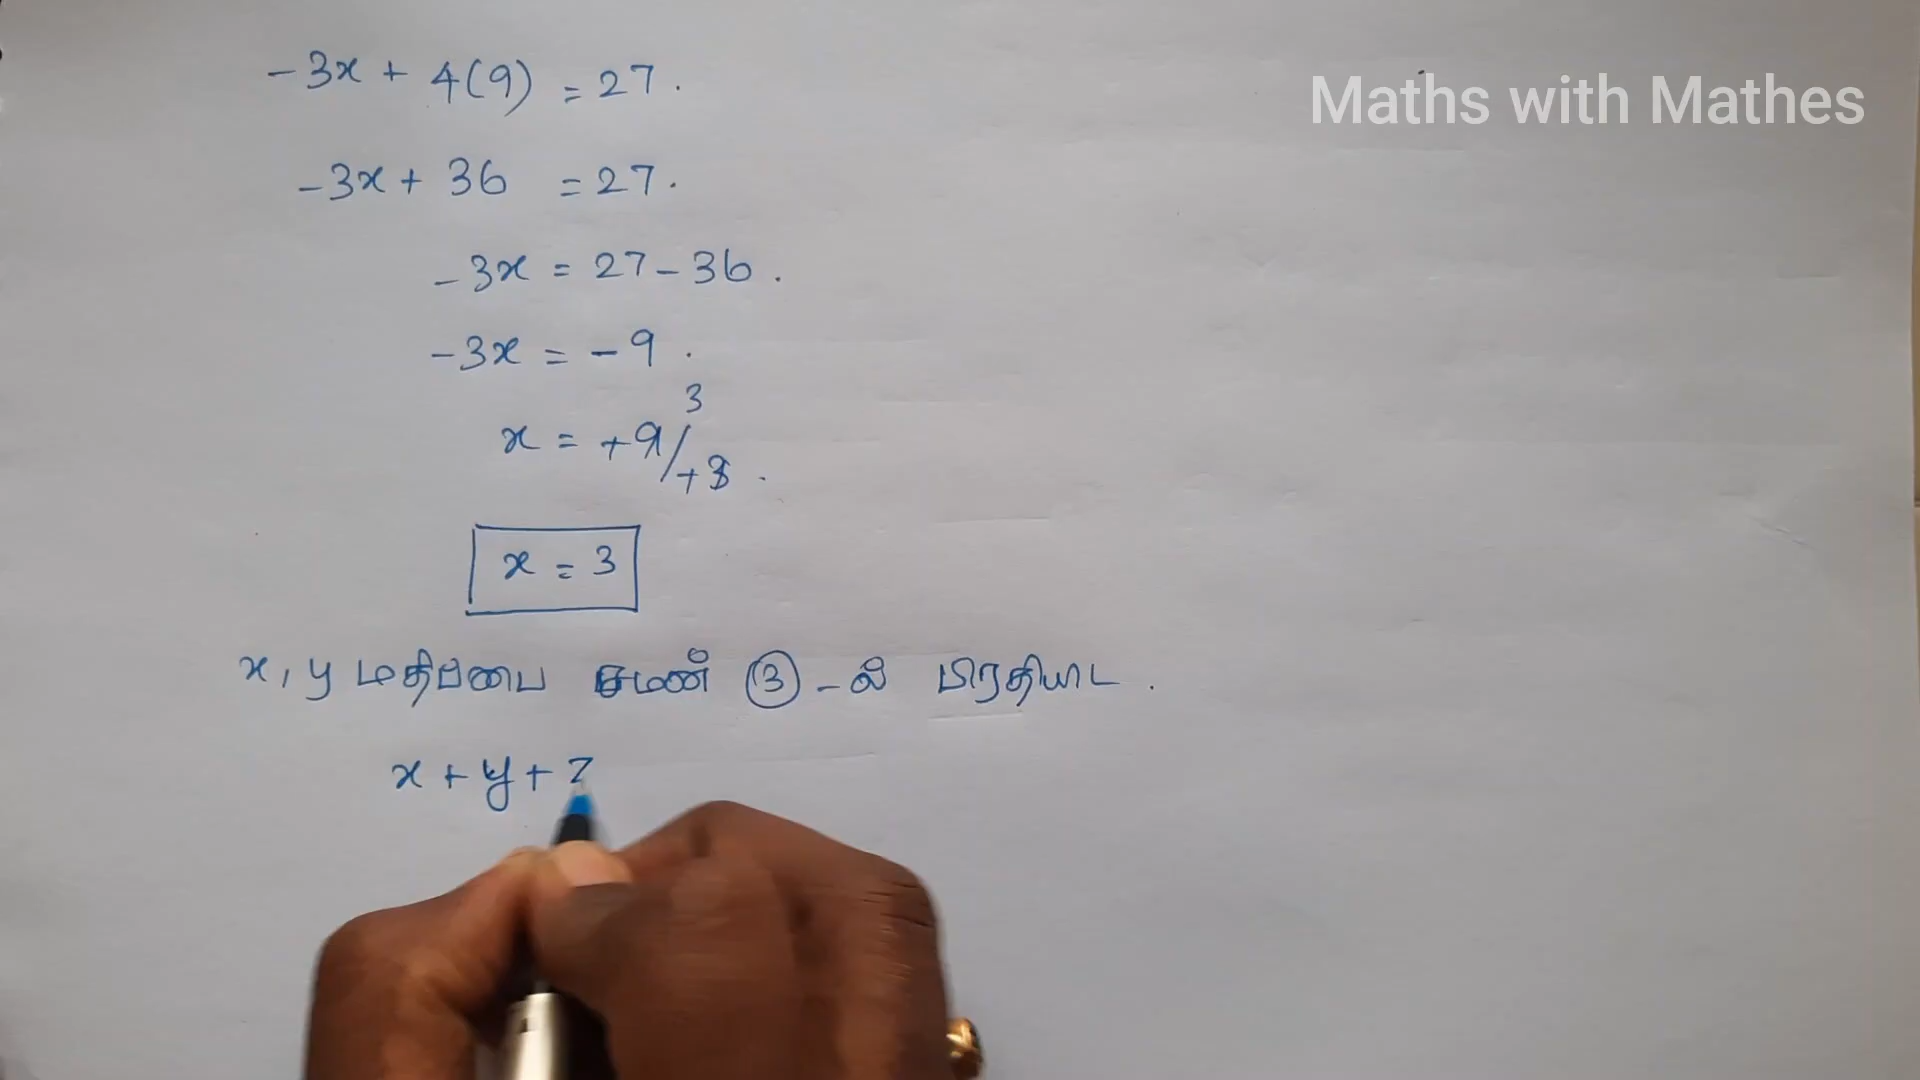 -3x + 4(9) = 27.
Maths with Mathes
-3x + 36 = 27.
-3x = 27 - 36.
-3x = -9.
3
x = +9/+3.
x = 3
x, y மதிப்பை சமன் ③ -ல் பிரதியிட.
x + y + z